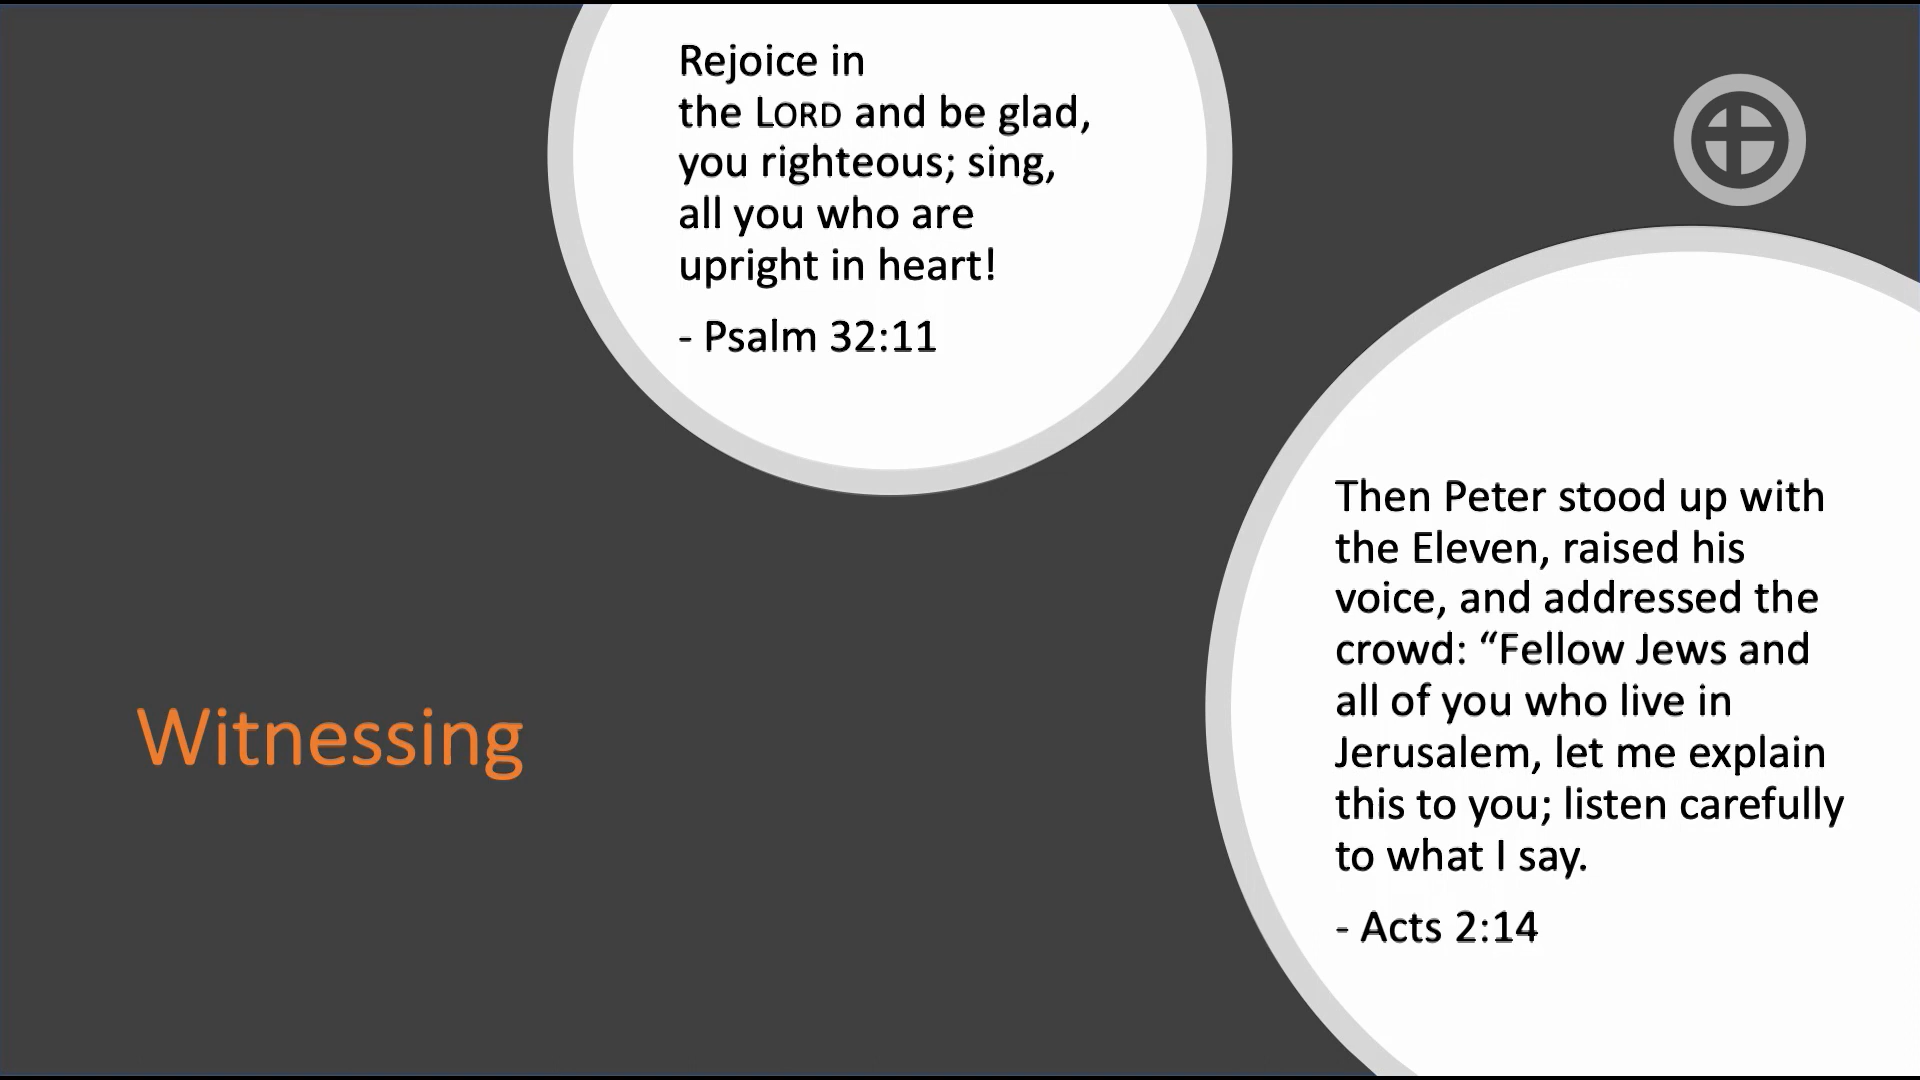 Rejoice in
the LORD and be glad,
you righteous; sing,
all you who are
upright in heart!
- Psalm 32:11
Witnessing
Then Peter stood up with
the Eleven, raised his
voice, and addressed the
crowd: “Fellow Jews and
all of you who live in
Jerusalem, let me explain
this to you; listen carefully
to what I say.
- Acts 2:14